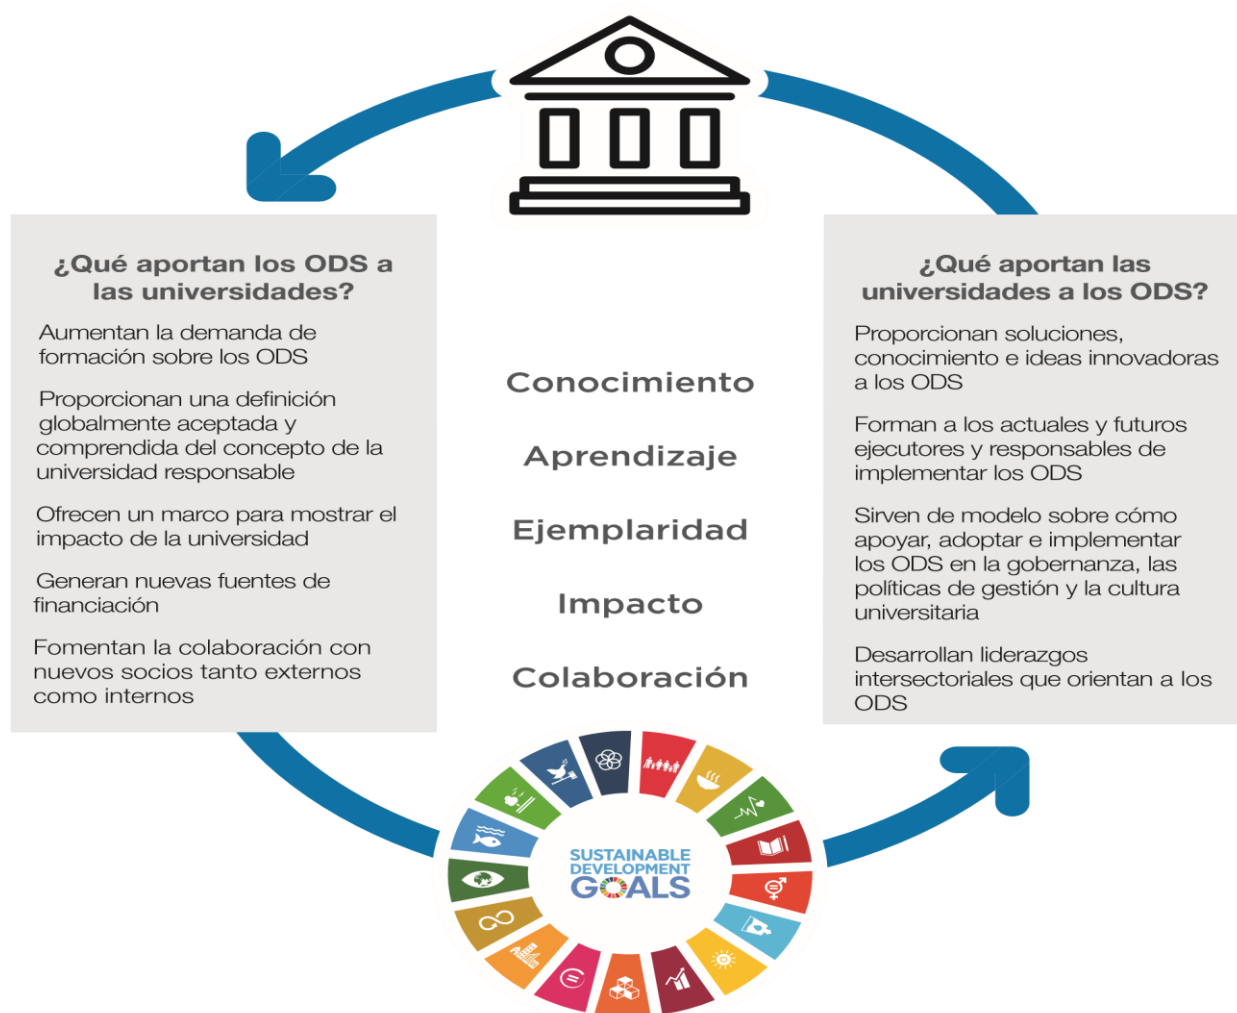 ¿Qué aportan los ODS a
las universidades?
Aumentan la demanda de
formación sobre los ODS
Proporcionan una definición
globalmente aceptada y
comprendida del concepto de la
universidad responsable
Ofrecen un marco para mostrar el
impacto de la universidad
Generan nuevas fuentes de
financiación
Fomentan la colaboración con
nuevos socios tanto externos
como internos
Conocimiento
Aprendizaje
Ejemplaridad
Impacto
Colaboración
¿Qué aportan las
universidades a los ODS?
Proporcionan soluciones,
conocimiento e ideas innovadoras
a los ODS
Forman a los actuales y futuros
ejecutores y responsables de
implementar los ODS
Sirven de modelo sobre cómo
apoyar, adoptar e implementar
los ODS en la gobernanza, las
políticas de gestión y la cultura
universitaria
Desarrollan liderazgos
intersectoriales que orientan a los
ODS
SUSTAINABLE
DEVELOPMENT
GOALS